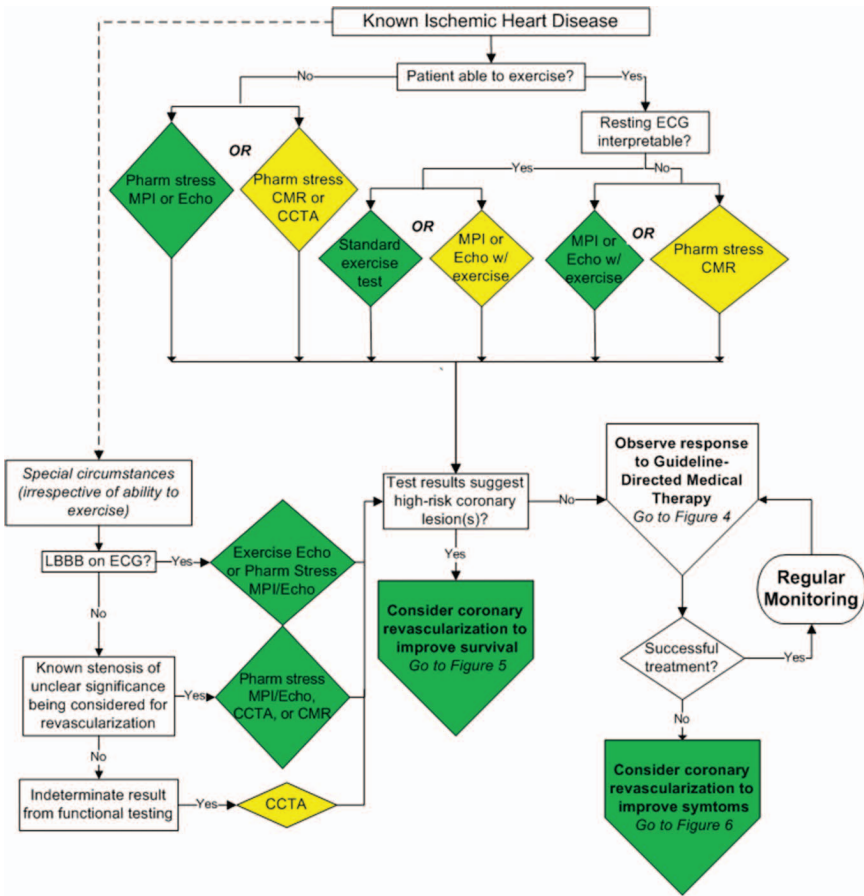 Known Ischemic Heart Disease
No
Patient able to exercise?
Yes
Resting ECG
interpretable?
OR
Pharm stress
MPI or Echo
Pharm stress
CMR or
CCTA
Yes
No
OR
Standard
exercise
test
MPI or
Echo w/
exercise
MPI or
Echo w/
exercise
OR
Pharm stress
CMR
Special circumstances
(irrespective of ability to
exercise)
Test results suggest
high-risk coronary
lesion(s)?
No
Observe response
to Guideline-
Directed Medical
Therapy
Go to Figure 4
LBBB on ECG?
Yes
Exercise Echo
or Pharm Stress
MPI/Echo
Yes
Regular
Monitoring
No
Consider coronary
revascularization to
improve survival
Go to Figure 5
Successful
treatment?
Yes
Known stenosis of
unclear significance
being considered for
revascularization
Yes
Pharm stress
MPI/Echo,
CCTA, or CMR
No
No
Indeterminate result
from functional testing
Yes
CCTA
Consider coronary
revascularization to
improve symtoms
Go to Figure 6